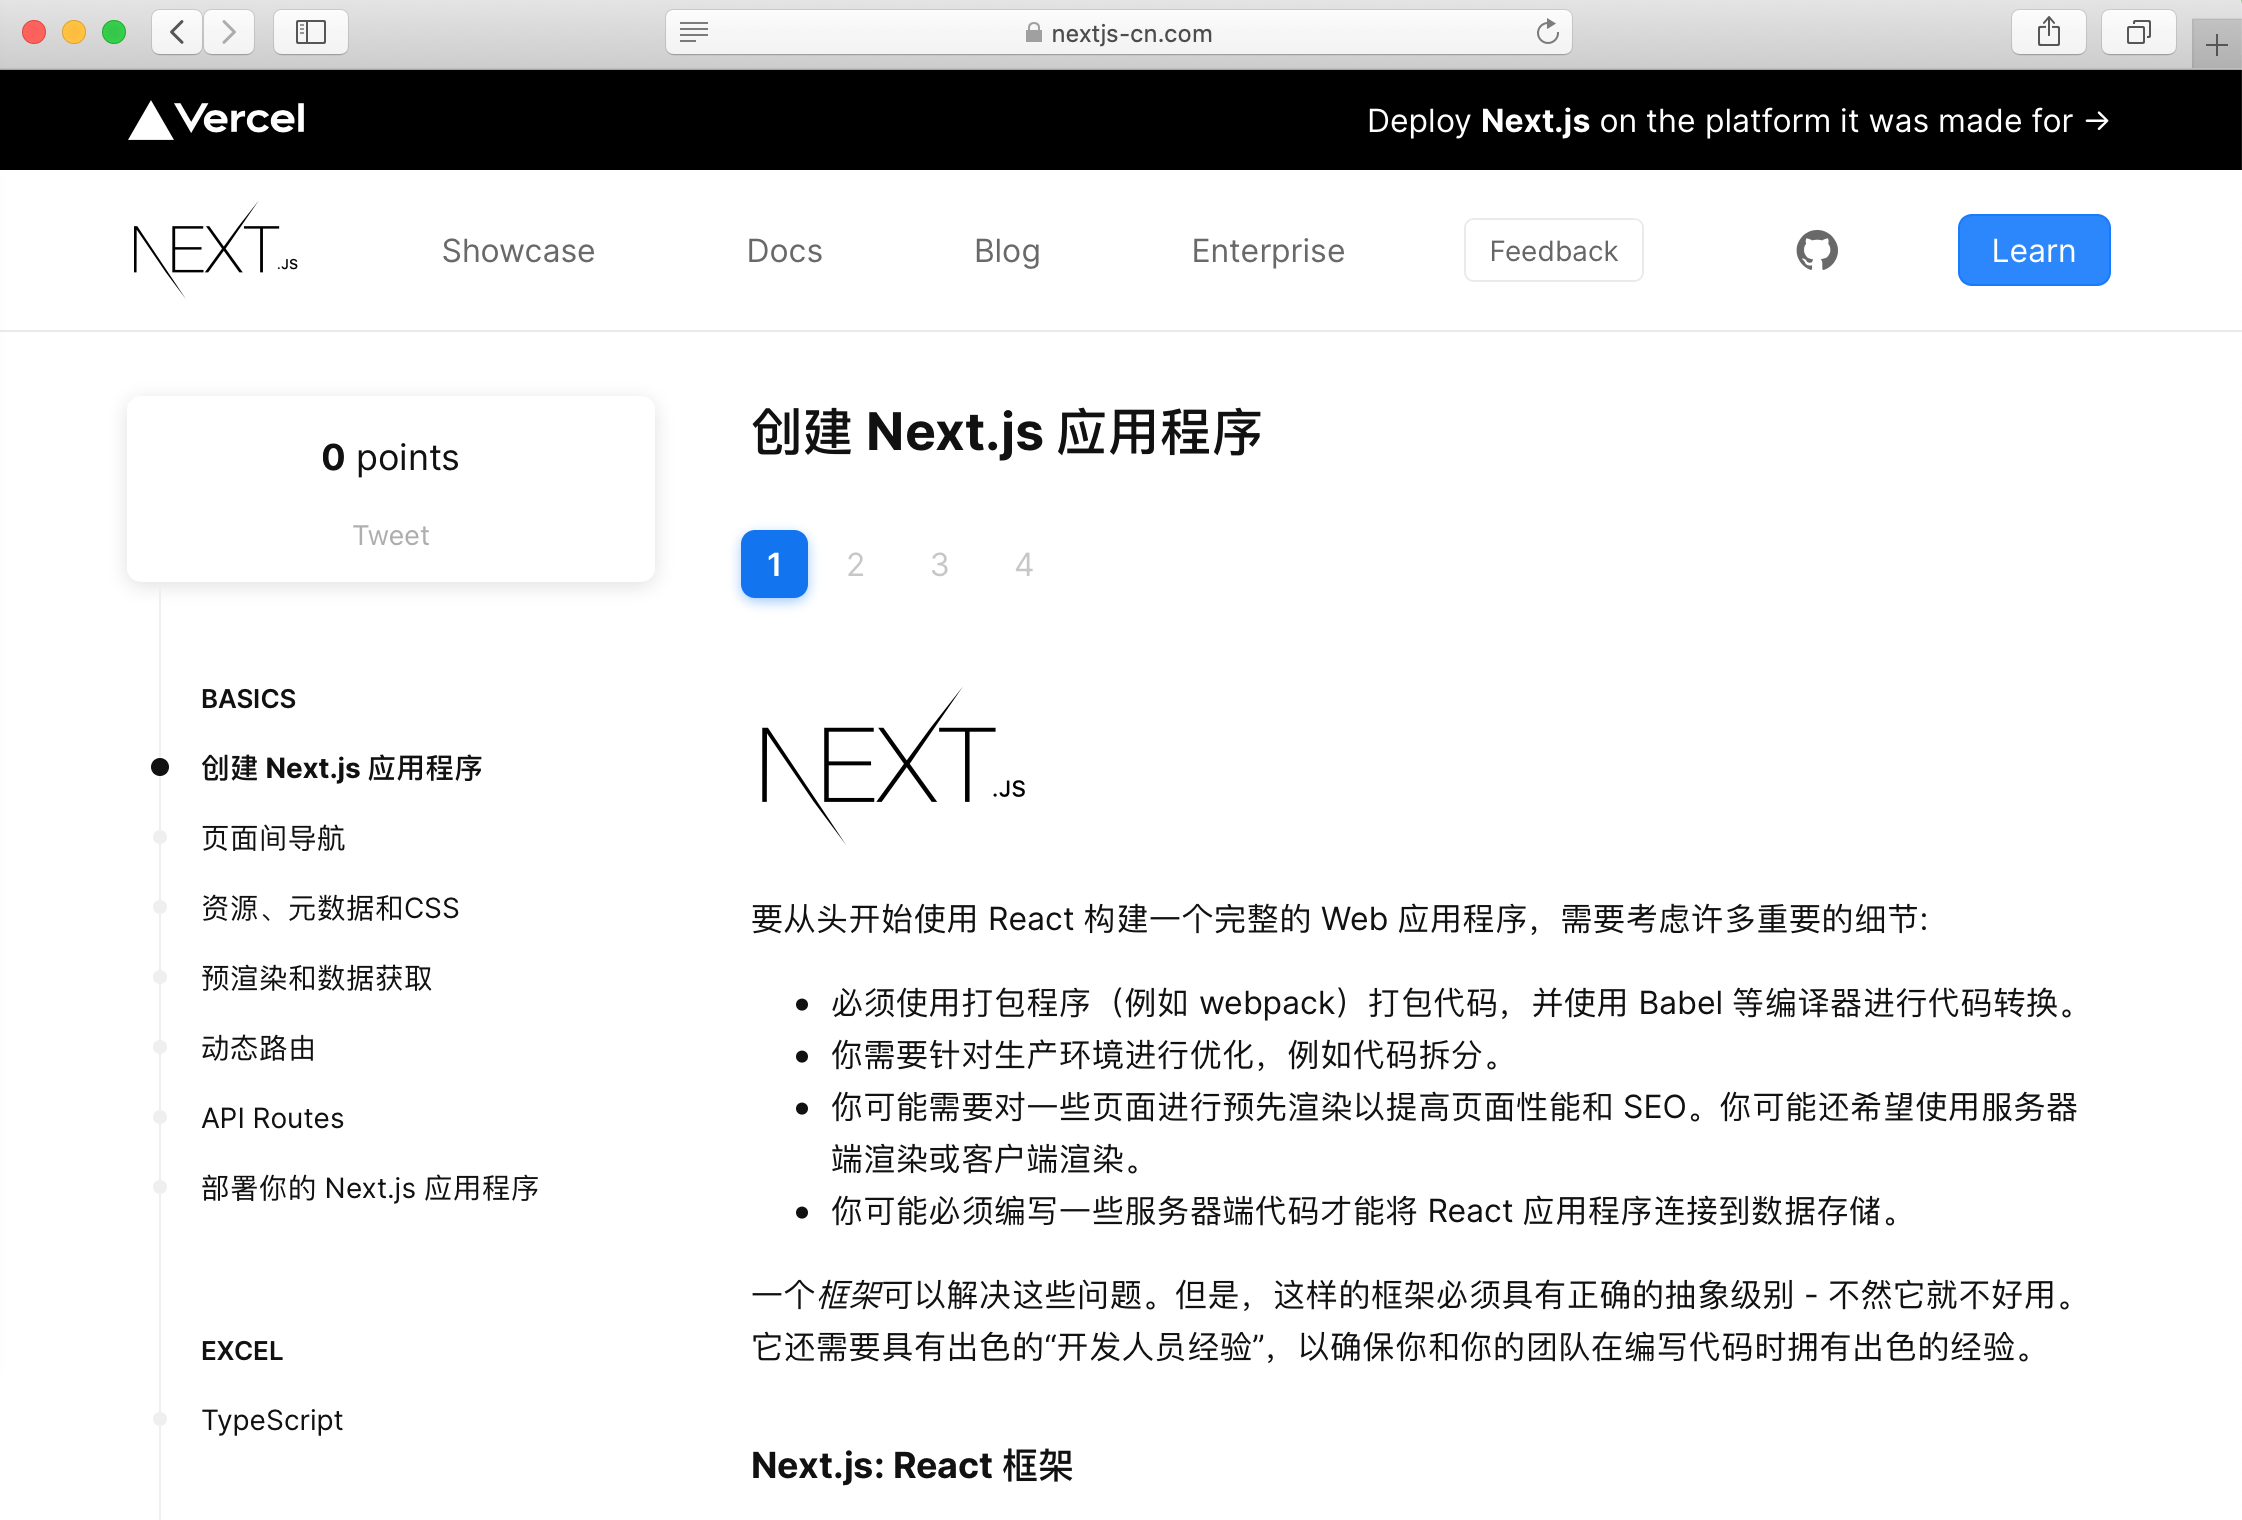 nextjs-cn.com
Vercel
Deploy Next.js on the platform it was made for →
NEXT.JS
Showcase
Docs
Blog
Enterprise
Feedback
Learn
0 points
Tweet
BASICS
创建 Next.js 应用程序
页面间导航
资源、元数据和CSS
预渲染和数据获取
动态路由
API Routes
部署你的 Next.js 应用程序
EXCEL
TypeScript
创建 Next.js 应用程序
1 2 3 4
NEXT.JS
要从头开始使用 React 构建一个完整的 Web 应用程序，需要考虑许多重要的细节:
必须使用打包程序（例如 webpack）打包代码，并使用 Babel 等编译器进行代码转换。
你需要针对生产环境进行优化，例如代码拆分。
你可能需要对一些页面进行预先渲染以提高页面性能和 SEO。你可能还希望使用服务器
端渲染或客户端渲染。
你可能必须编写一些服务器端代码才能将 React 应用程序连接到数据存储。
一个框架可以解决这些问题。但是，这样的框架必须具有正确的抽象级别 - 不然它就不好用。
它还需要具有出色的“开发人员经验”，以确保你和你的团队在编写代码时拥有出色的经验。
Next.js: React 框架